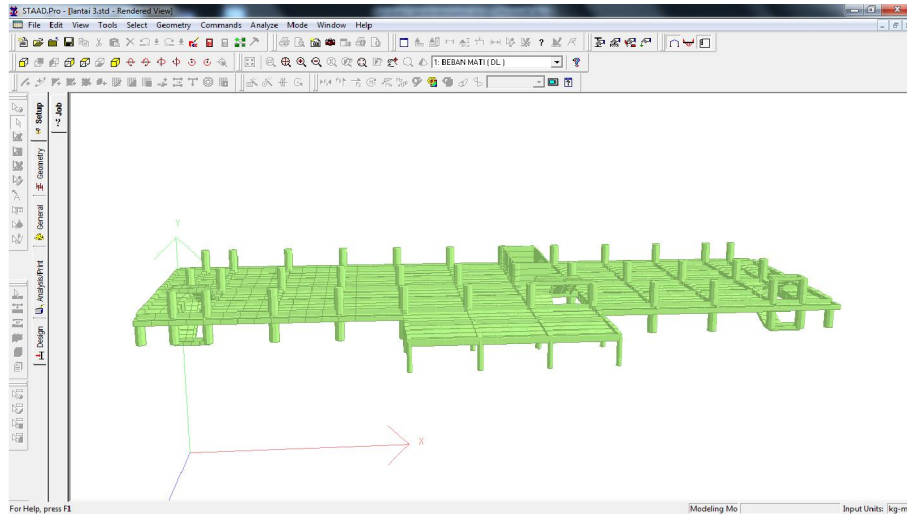 STAAD.Pro - [lantai 3.std - Rendered View]
File Edit View Tools Select Geometry Commands Analyze Mode Window Help
1: BEBAN MATI ( DL )
Job
Setup
Geometry
General
Analysis/Print
Design
Y
X
For Help, press F1
Modeling Mo
Input Units: kg-m